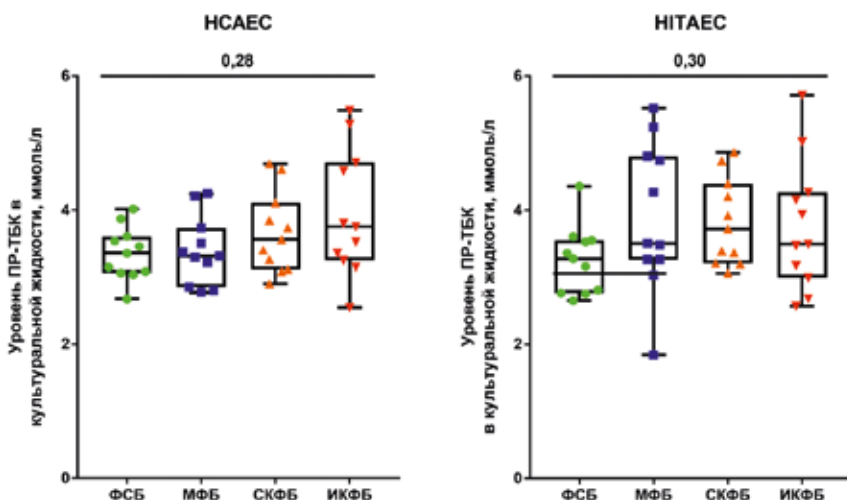 HCAEC
0,28
Уровень ПР-ТБК в
культуральной жидкости, ммоль/л
6
4
2
0
ФСБ МФБ СКФБ ИКФБ
HITAEC
0,30
Уровень ПР-ТБК
в культуральной жидкости, ммоль/л
6
4
2
0
ФСБ МФБ СКФБ ИКФБ